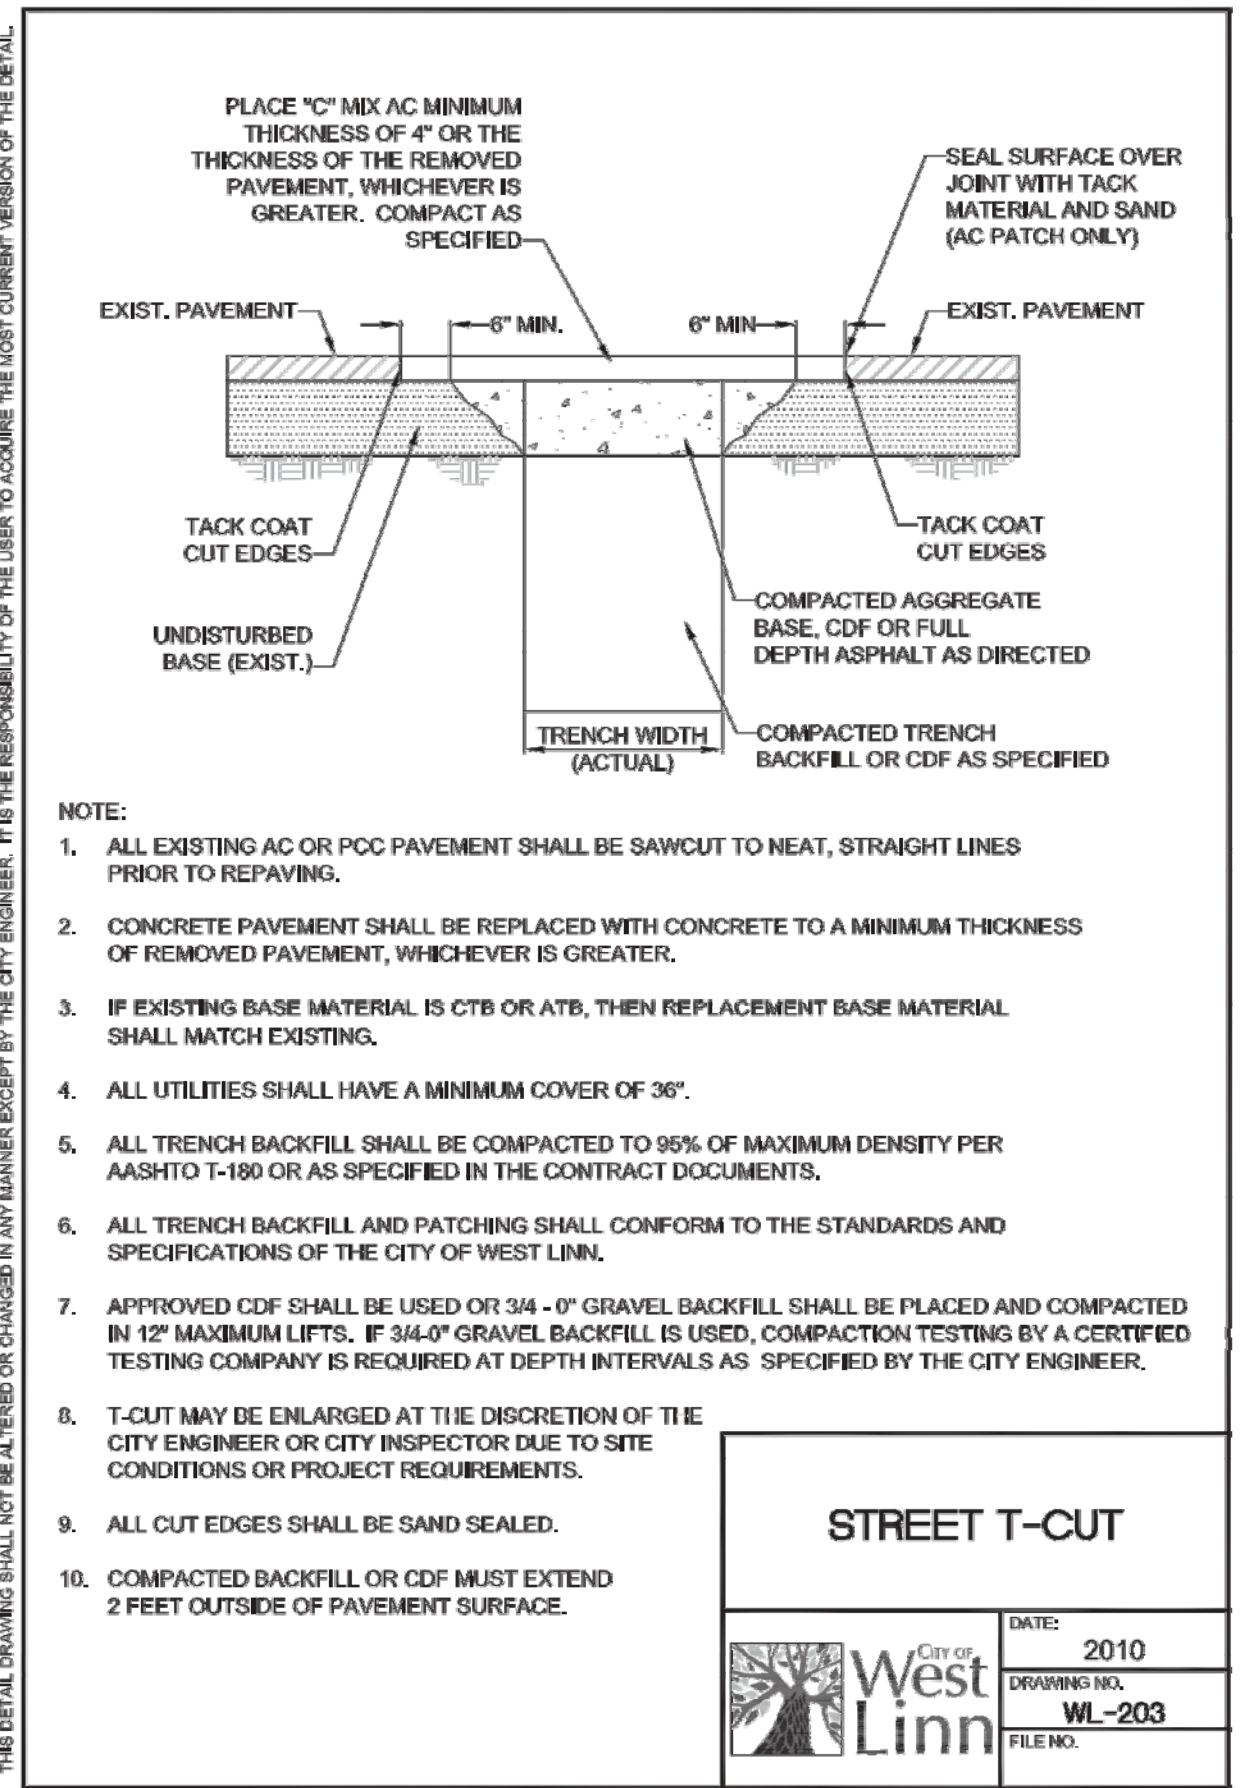 THIS DETAIL DRAWING SHALL NOT BE ALTERED OR CHANGED IN ANY MANNER EXCEPT BY THE CITY ENGINEER. IT IS THE RESPONSIBILITY OF THE USER TO ACQUIRE THE MOST CURRENT VERSION OF THE DETAIL.
PLACE "C" MIX AC MINIMUM
THICKNESS OF 4" OR THE
THICKNESS OF THE REMOVED
PAVEMENT, WHICHEVER IS
GREATER. COMPACT AS
SPECIFIED
SEAL SURFACE OVER
JOINT WITH TACK
MATERIAL AND SAND
(AC PATCH ONLY)
EXIST. PAVEMENT
6" MIN.
6" MIN
EXIST. PAVEMENT
TACK COAT
CUT EDGES
TACK COAT
CUT EDGES
UNDISTURBED
BASE (EXIST.)
COMPACTED AGGREGATE
BASE, CDF OR FULL
DEPTH ASPHALT AS DIRECTED
TRENCH WIDTH
(ACTUAL)
COMPACTED TRENCH
BACKFILL OR CDF AS SPECIFIED
NOTE:
1. ALL EXISTING AC OR PCC PAVEMENT SHALL BE SAWCUT TO NEAT, STRAIGHT LINES
PRIOR TO REPAVING.
2. CONCRETE PAVEMENT SHALL BE REPLACED WITH CONCRETE TO A MINIMUM THICKNESS
OF REMOVED PAVEMENT, WHICHEVER IS GREATER.
3. IF EXISTING BASE MATERIAL IS CTB OR ATB, THEN REPLACEMENT BASE MATERIAL
SHALL MATCH EXISTING.
4. ALL UTILITIES SHALL HAVE A MINIMUM COVER OF 36".
5. ALL TRENCH BACKFILL SHALL BE COMPACTED TO 95% OF MAXIMUM DENSITY PER
AASHTO T-180 OR AS SPECIFIED IN THE CONTRACT DOCUMENTS.
6. ALL TRENCH BACKFILL AND PATCHING SHALL CONFORM TO THE STANDARDS AND
SPECIFICATIONS OF THE CITY OF WEST LINN.
7. APPROVED CDF SHALL BE USED OR 3/4 - 0" GRAVEL BACKFILL SHALL BE PLACED AND COMPACTED
IN 12" MAXIMUM LIFTS. IF 3/4-0" GRAVEL BACKFILL IS USED, COMPACTION TESTING BY A CERTIFIED
TESTING COMPANY IS REQUIRED AT DEPTH INTERVALS AS SPECIFIED BY THE CITY ENGINEER.
8. T-CUT MAY BE ENLARGED AT THE DISCRETION OF THE
CITY ENGINEER OR CITY INSPECTOR DUE TO SITE
CONDITIONS OR PROJECT REQUIREMENTS.
9. ALL CUT EDGES SHALL BE SAND SEALED.
10. COMPACTED BACKFILL OR CDF MUST EXTEND
2 FEET OUTSIDE OF PAVEMENT SURFACE.
STREET T-CUT
CITY OF
West
Linn
DATE:
2010
DRAWING NO.
WL-203
FILE NO.